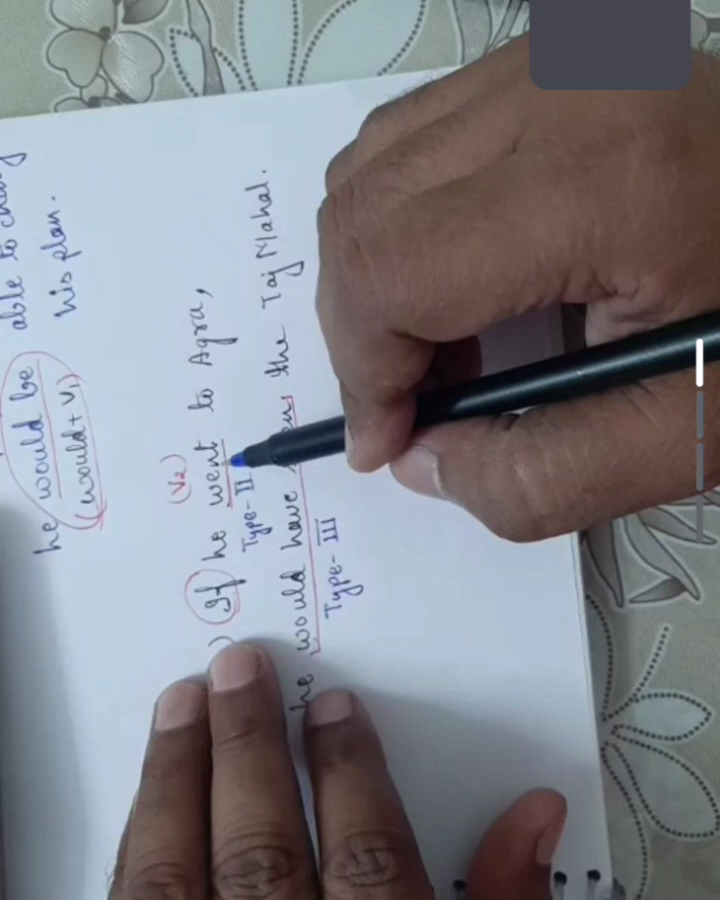 able to
he would be his plan.
(would + V₁)
(V₂)
If he went to Agra,
Type-II
he would have the Taj Mahal.
Type-III